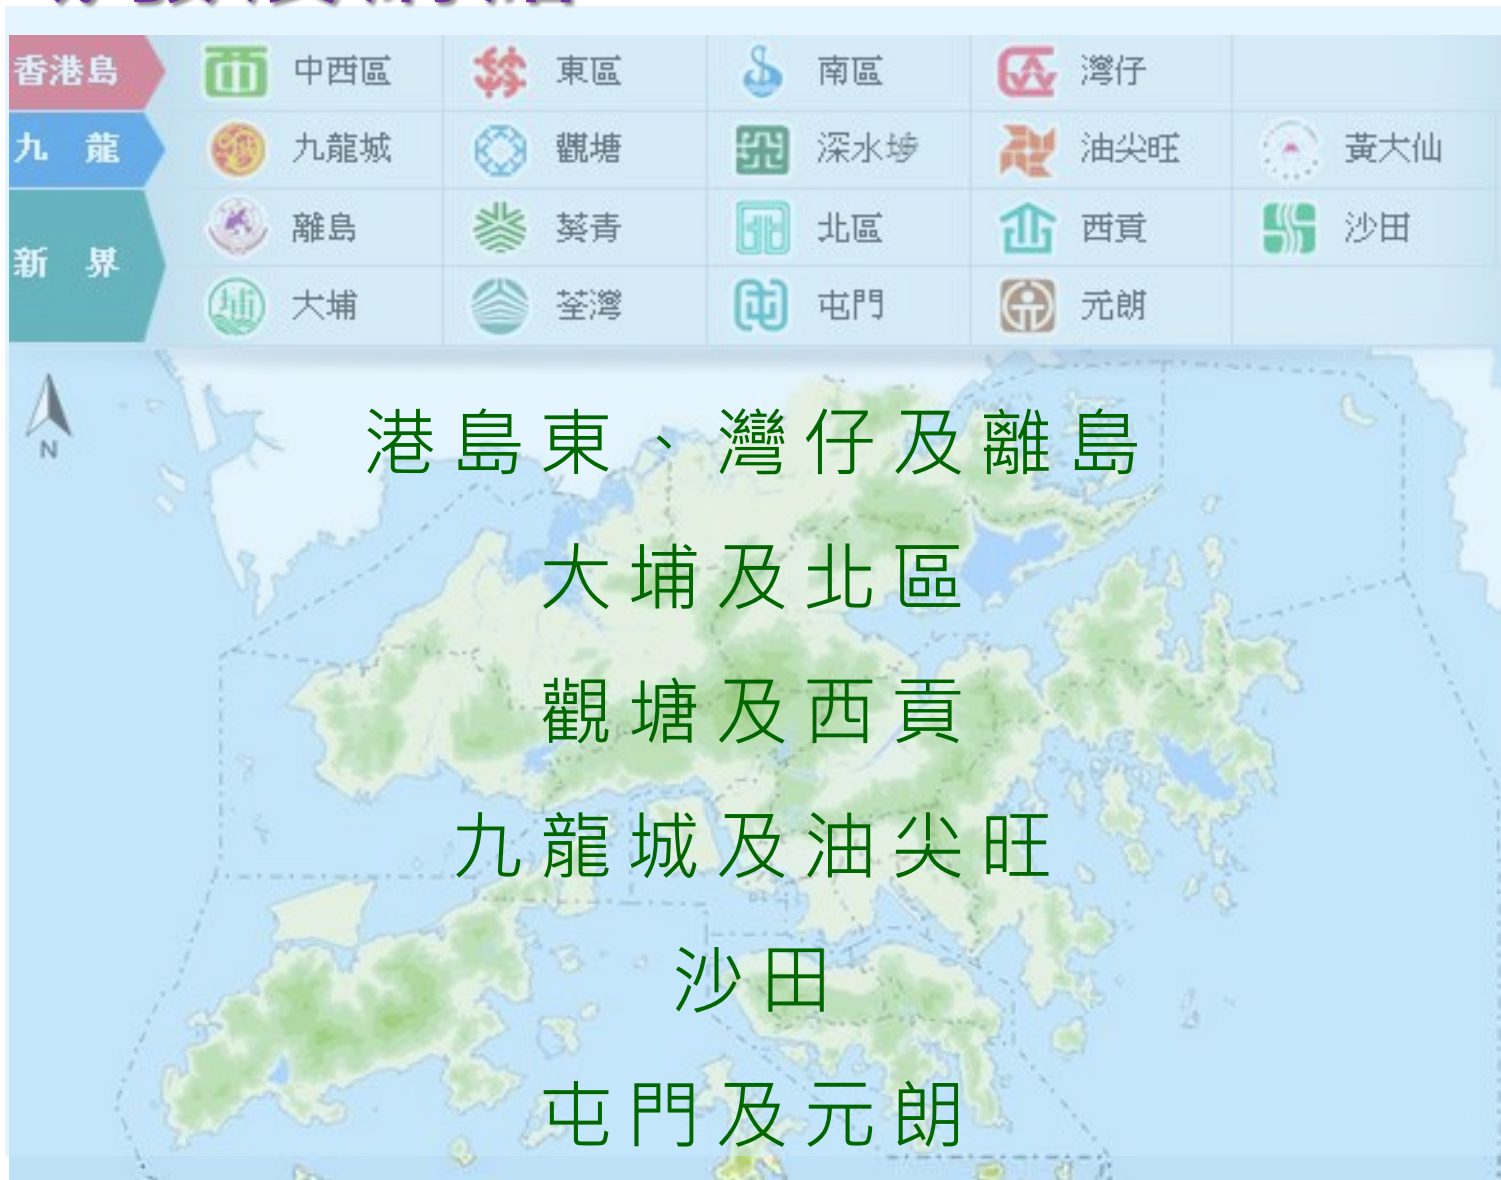 香港島 中西區 東區 南區 灣仔
九龍 九龍城 觀塘 深水埗 油尖旺 黃大仙
新界 離島 葵青 北區 西貢 沙田
大埔 荃灣 屯門 元朗
N
港島東、灣仔及離島
大埔及北區
觀塘及西貢
九龍城及油尖旺
沙田
屯門及元朗